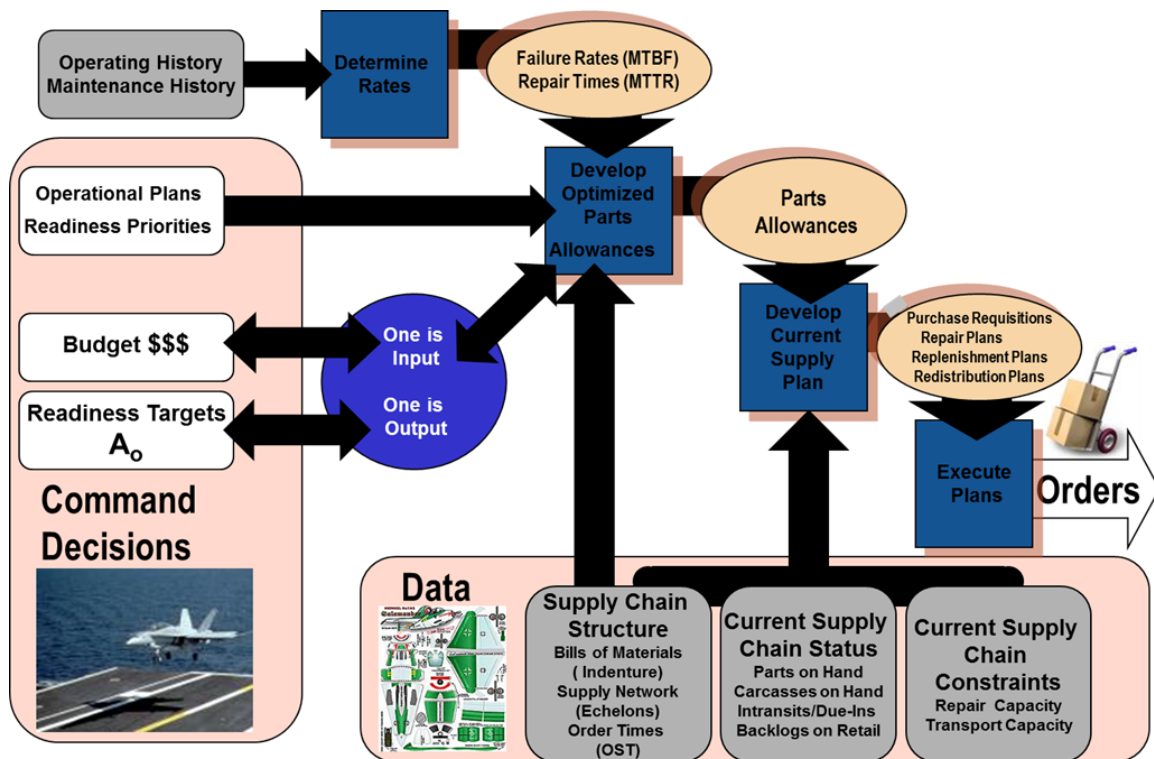 Operating History
Maintenance History
Determine
Rates
Failure Rates (MTBF)
Repair Times (MTTR)
Operational Plans
Readiness Priorities
Develop
Optimized
Parts
Allowances
Parts
Allowances
Budget $$$
One is
Input
One is
Output
Readiness Targets
Ao
Develop
Current
Supply
Plan
Purchase Requisitions
Repair Plans
Replenishment Plans
Redistribution Plans
Execute
Plans
Orders
Command
Decisions
Data
Supply Chain
Structure
Bills of Materials
( Indenture)
Supply Network
(Echelons)
Order Times
(OST)
Current Supply
Chain Status
Parts on Hand
Carcasses on Hand
Intransits/Due-Ins
Backlogs on Retail
Current Supply
Chain
Constraints
Repair Capacity
Transport Capacity